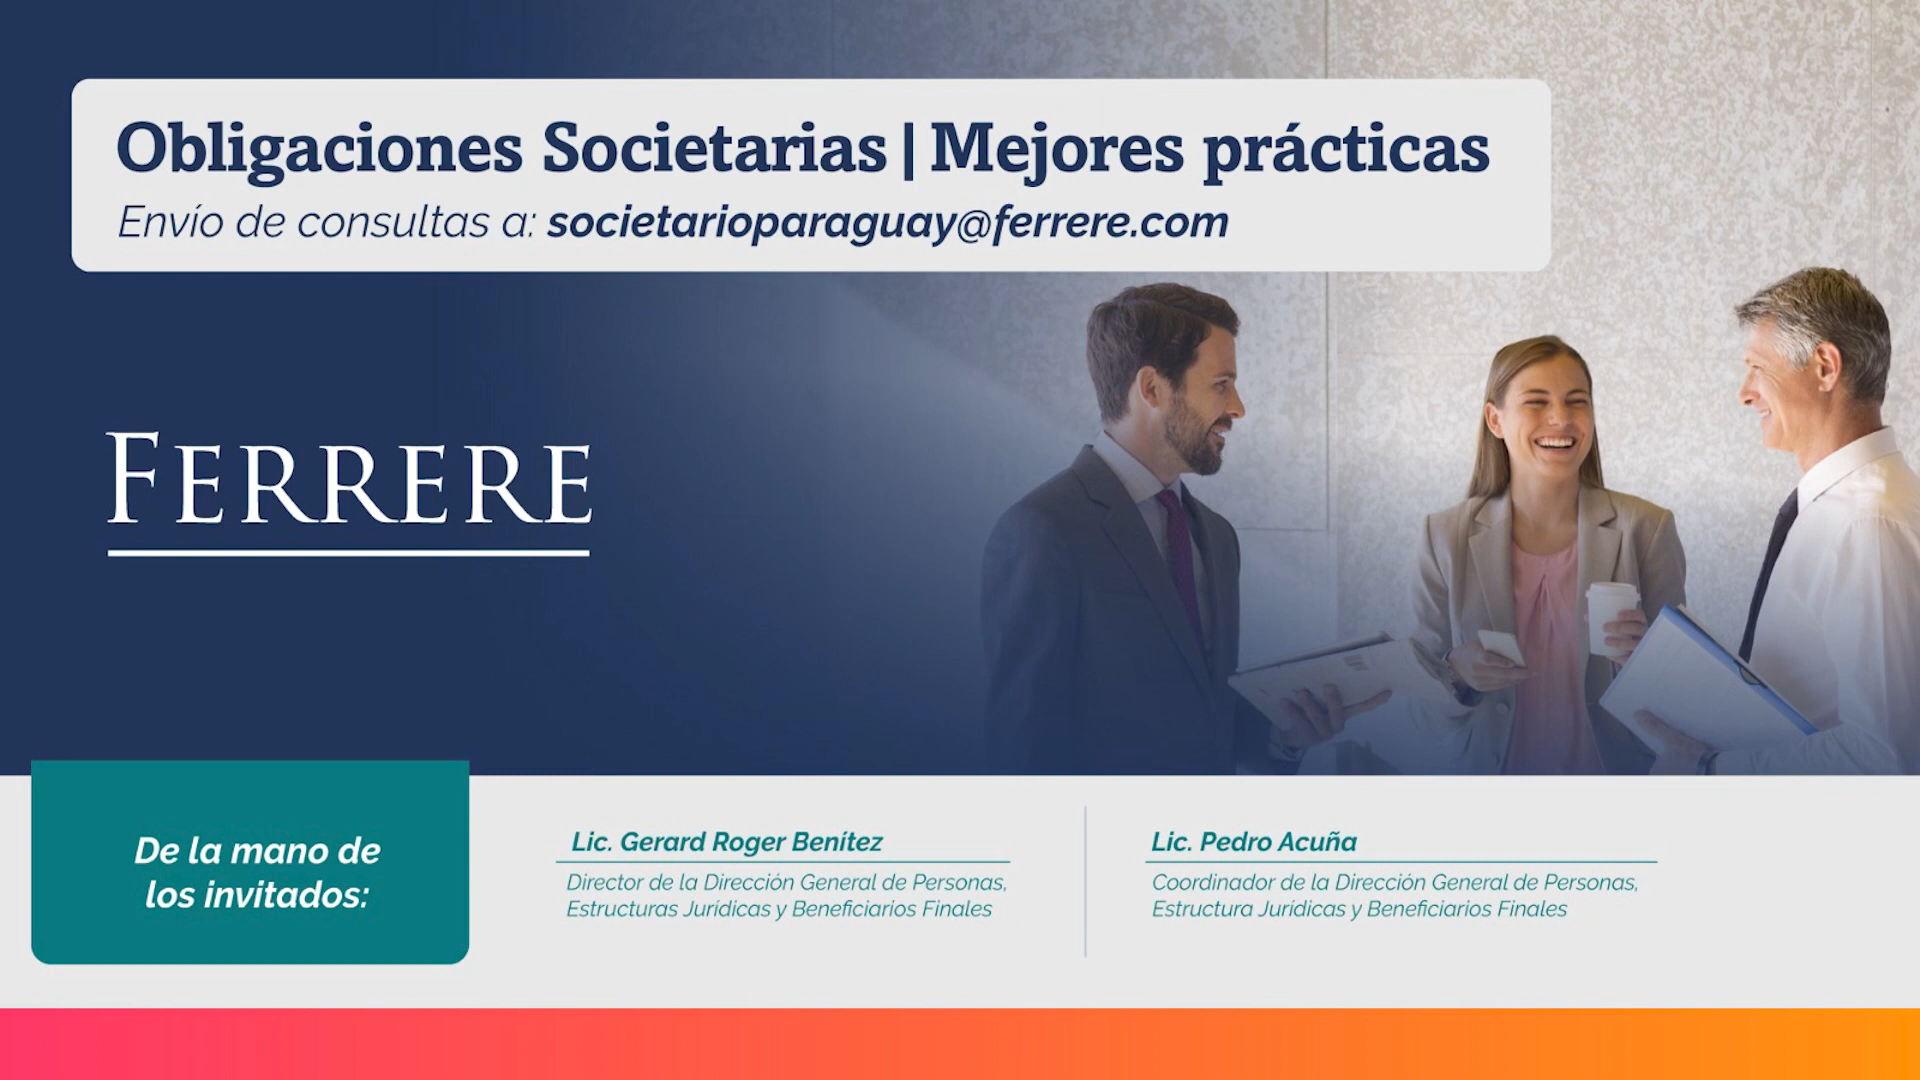 Obligaciones Societarias | Mejores prácticas
Envío de consultas a: societarioparaguay@ferrere.com
FERRERE
De la mano de
los invitados:
Lic. Gerard Roger Benítez
Director de la Dirección General de Personas,
Estructuras Jurídicas y Beneficiarios Finales
Lic. Pedro Acuña
Coordinador de la Dirección General de Personas,
Estructura Jurídicas y Beneficiarios Finales